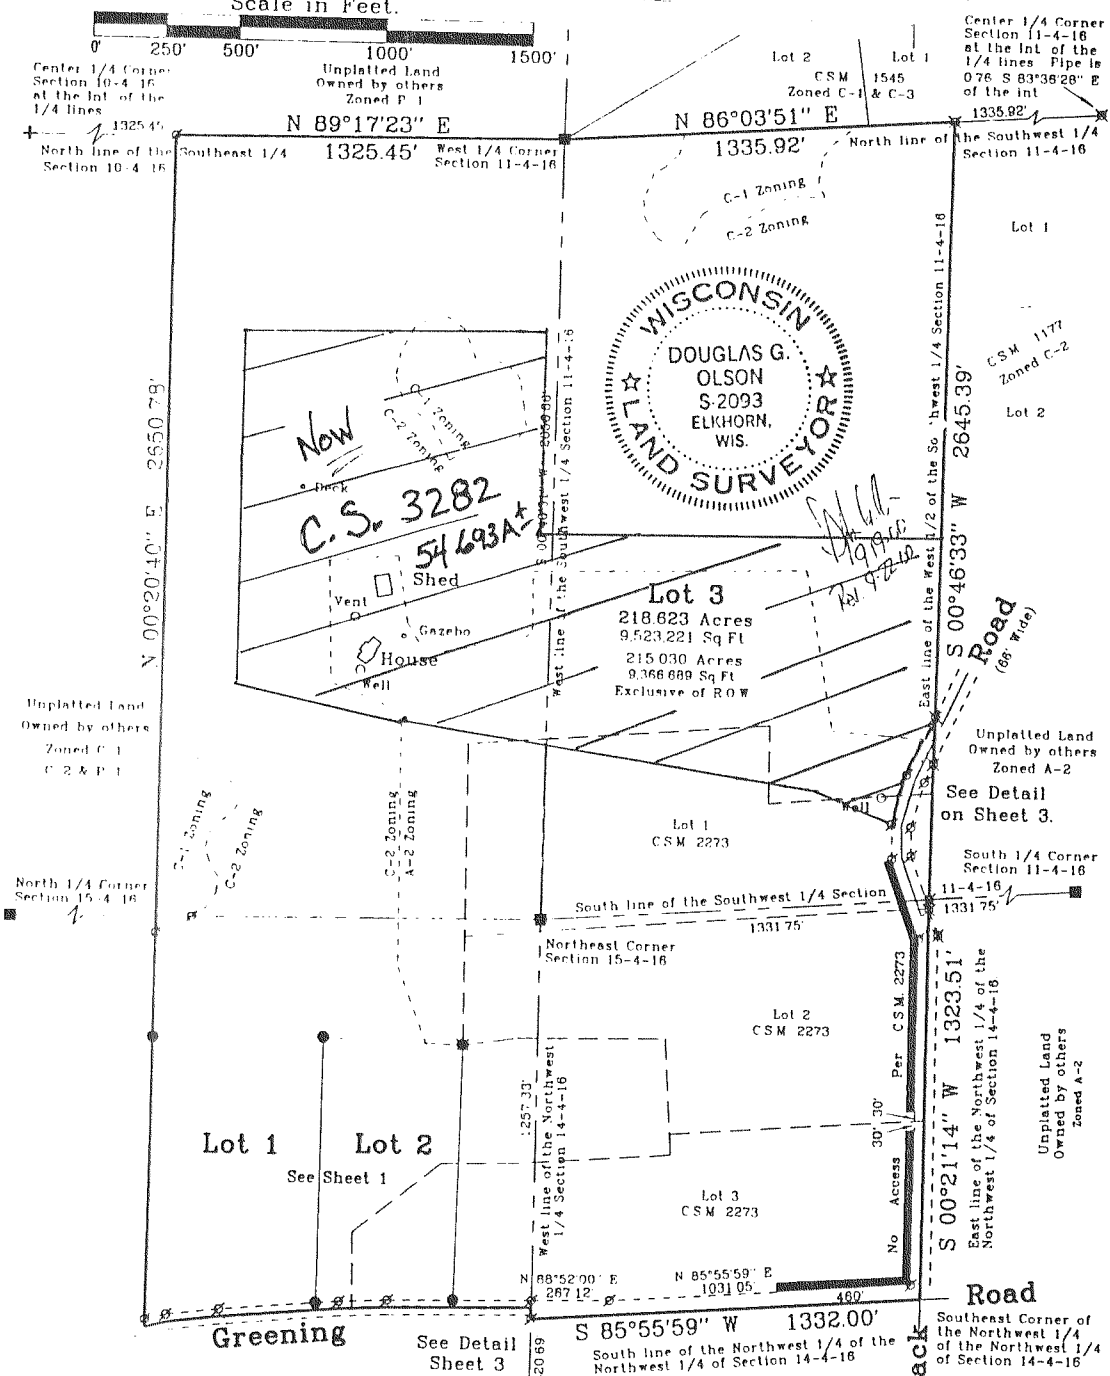 Scale in Feet.
0'
250'
500'
1000'
1500'
Center 1/4 Corner
Section 10-4-16
at the Int of the
1/4 lines
1325.45'
Unplatted Land
Owned by others
Zoned P-1
Lot 2
Lot 1
CSM 1545
Zoned C-1 & C-3
Center 1/4 Corner
Section 11-4-16
at the Int of the
1/4 lines Pipe is
0.76 S 83°36'28" E
of the int
1335.92'
N 89°17'23" E
1325.45'
N 86°03'51" E
1335.92'
North line of the Southeast 1/4
Section 10-4-16
West 1/4 Corner
Section 11-4-16
North line of the Southwest 1/4
Section 11-4-16
C-1 Zoning
C-2 Zoning
Lot 1
CSM 1177
Zoned C-2
Lot 2
WISCONSIN
LAND SURVEYOR
DOUGLAS G.
OLSON
S-2093
ELKHORN,
WIS.
N 00°20'40" E 2650.78'
C-1 Zoning
C-2 Zoning
Now
Deck
C.S. 3282
54.693A±
Shed
Vent
Gazebo
House
Well
West line of the Southwest 1/4 Section 11-4-16
East line of the West 1/2 of the So thwest 1/4 Section 11-4-16
S 00°46'33" W 2645.39'
Rev. 9-22-00
Lot 3
218.623 Acres
9,523,221 Sq Ft
215.030 Acres
9,366,689 Sq Ft
Exclusive of R.O.W
Road
(66' Wide)
Unplatted Land
Owned by others
Zoned C-1
C-2 & P-1
Unplatted Land
Owned by others
Zoned A-2
Well
See Detail
on Sheet 3.
C-1 Zoning
C-2 Zoning
C-2 Zoning
A-2 Zoning
Lot 1
CSM 2273
North 1/4 Corner
Section 15-4-16
South 1/4 Corner
Section 11-4-16
South line of the Southwest 1/4 Section 11-4-16
1331.75'
1331.75'
Northeast Corner
Section 15-4-16
Lot 2
CSM 2273
1257.33'
West line of the Northwest
1/4 Section 14-4-16
No Access Per CSM 2273
30' 30'
S 00°21'14" W 1323.51'
East line of the Northwest 1/4 of the
Northwest 1/4 of Section 14-4-16
Unplatted Land
Owned by others
Zoned A-2
Lot 1
Lot 2
See Sheet 1
Lot 3
CSM 2273
N 88°52'00" E
267.12'
N 85°55'59" E
1031.05'
460'
Greening
Road
See Detail
Sheet 3
20.69
S 85°55'59" W 1332.00'
South line of the Northwest 1/4 of the
Northwest 1/4 of Section 14-4-16
ack
Southeast Corner of
the Northwest 1/4
of the Northwest 1/4
of Section 14-4-16